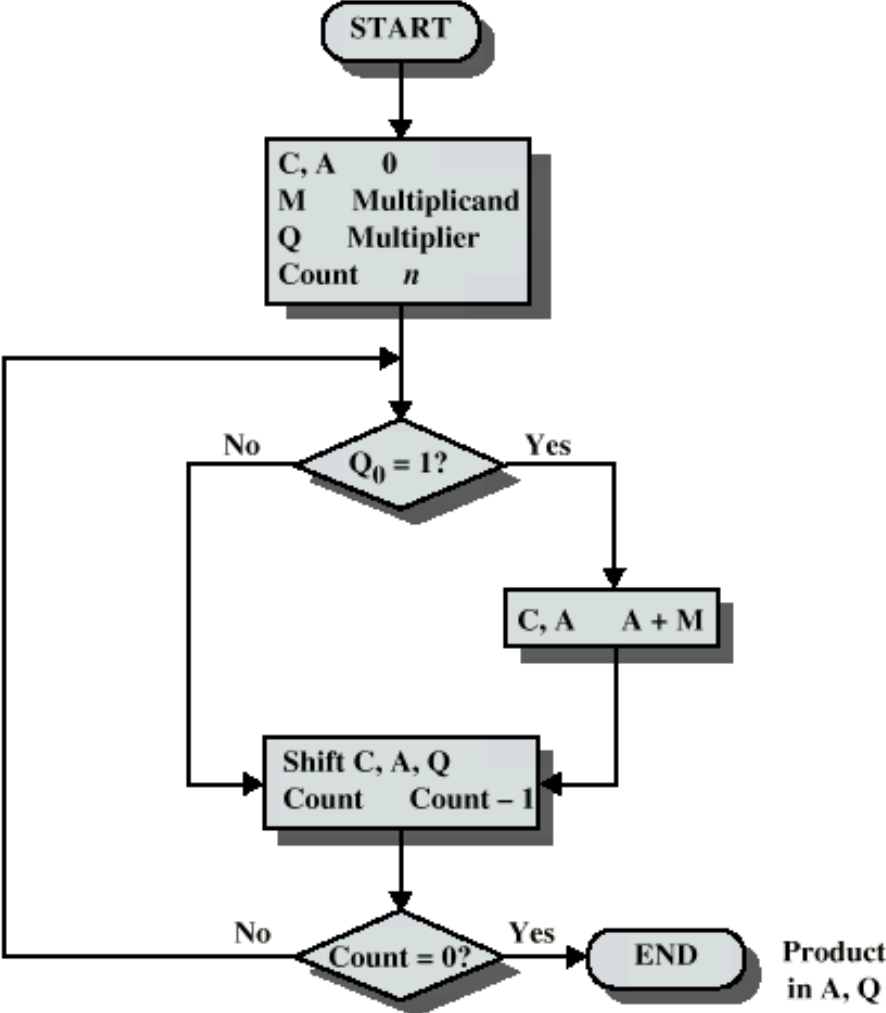 START
C, A 0
M Multiplicand
Q Multiplier
Count n
No
Q0 = 1?
Yes
C, A A + M
Shift C, A, Q
Count Count – 1
No
Count = 0?
Yes
END
Product
in A, Q